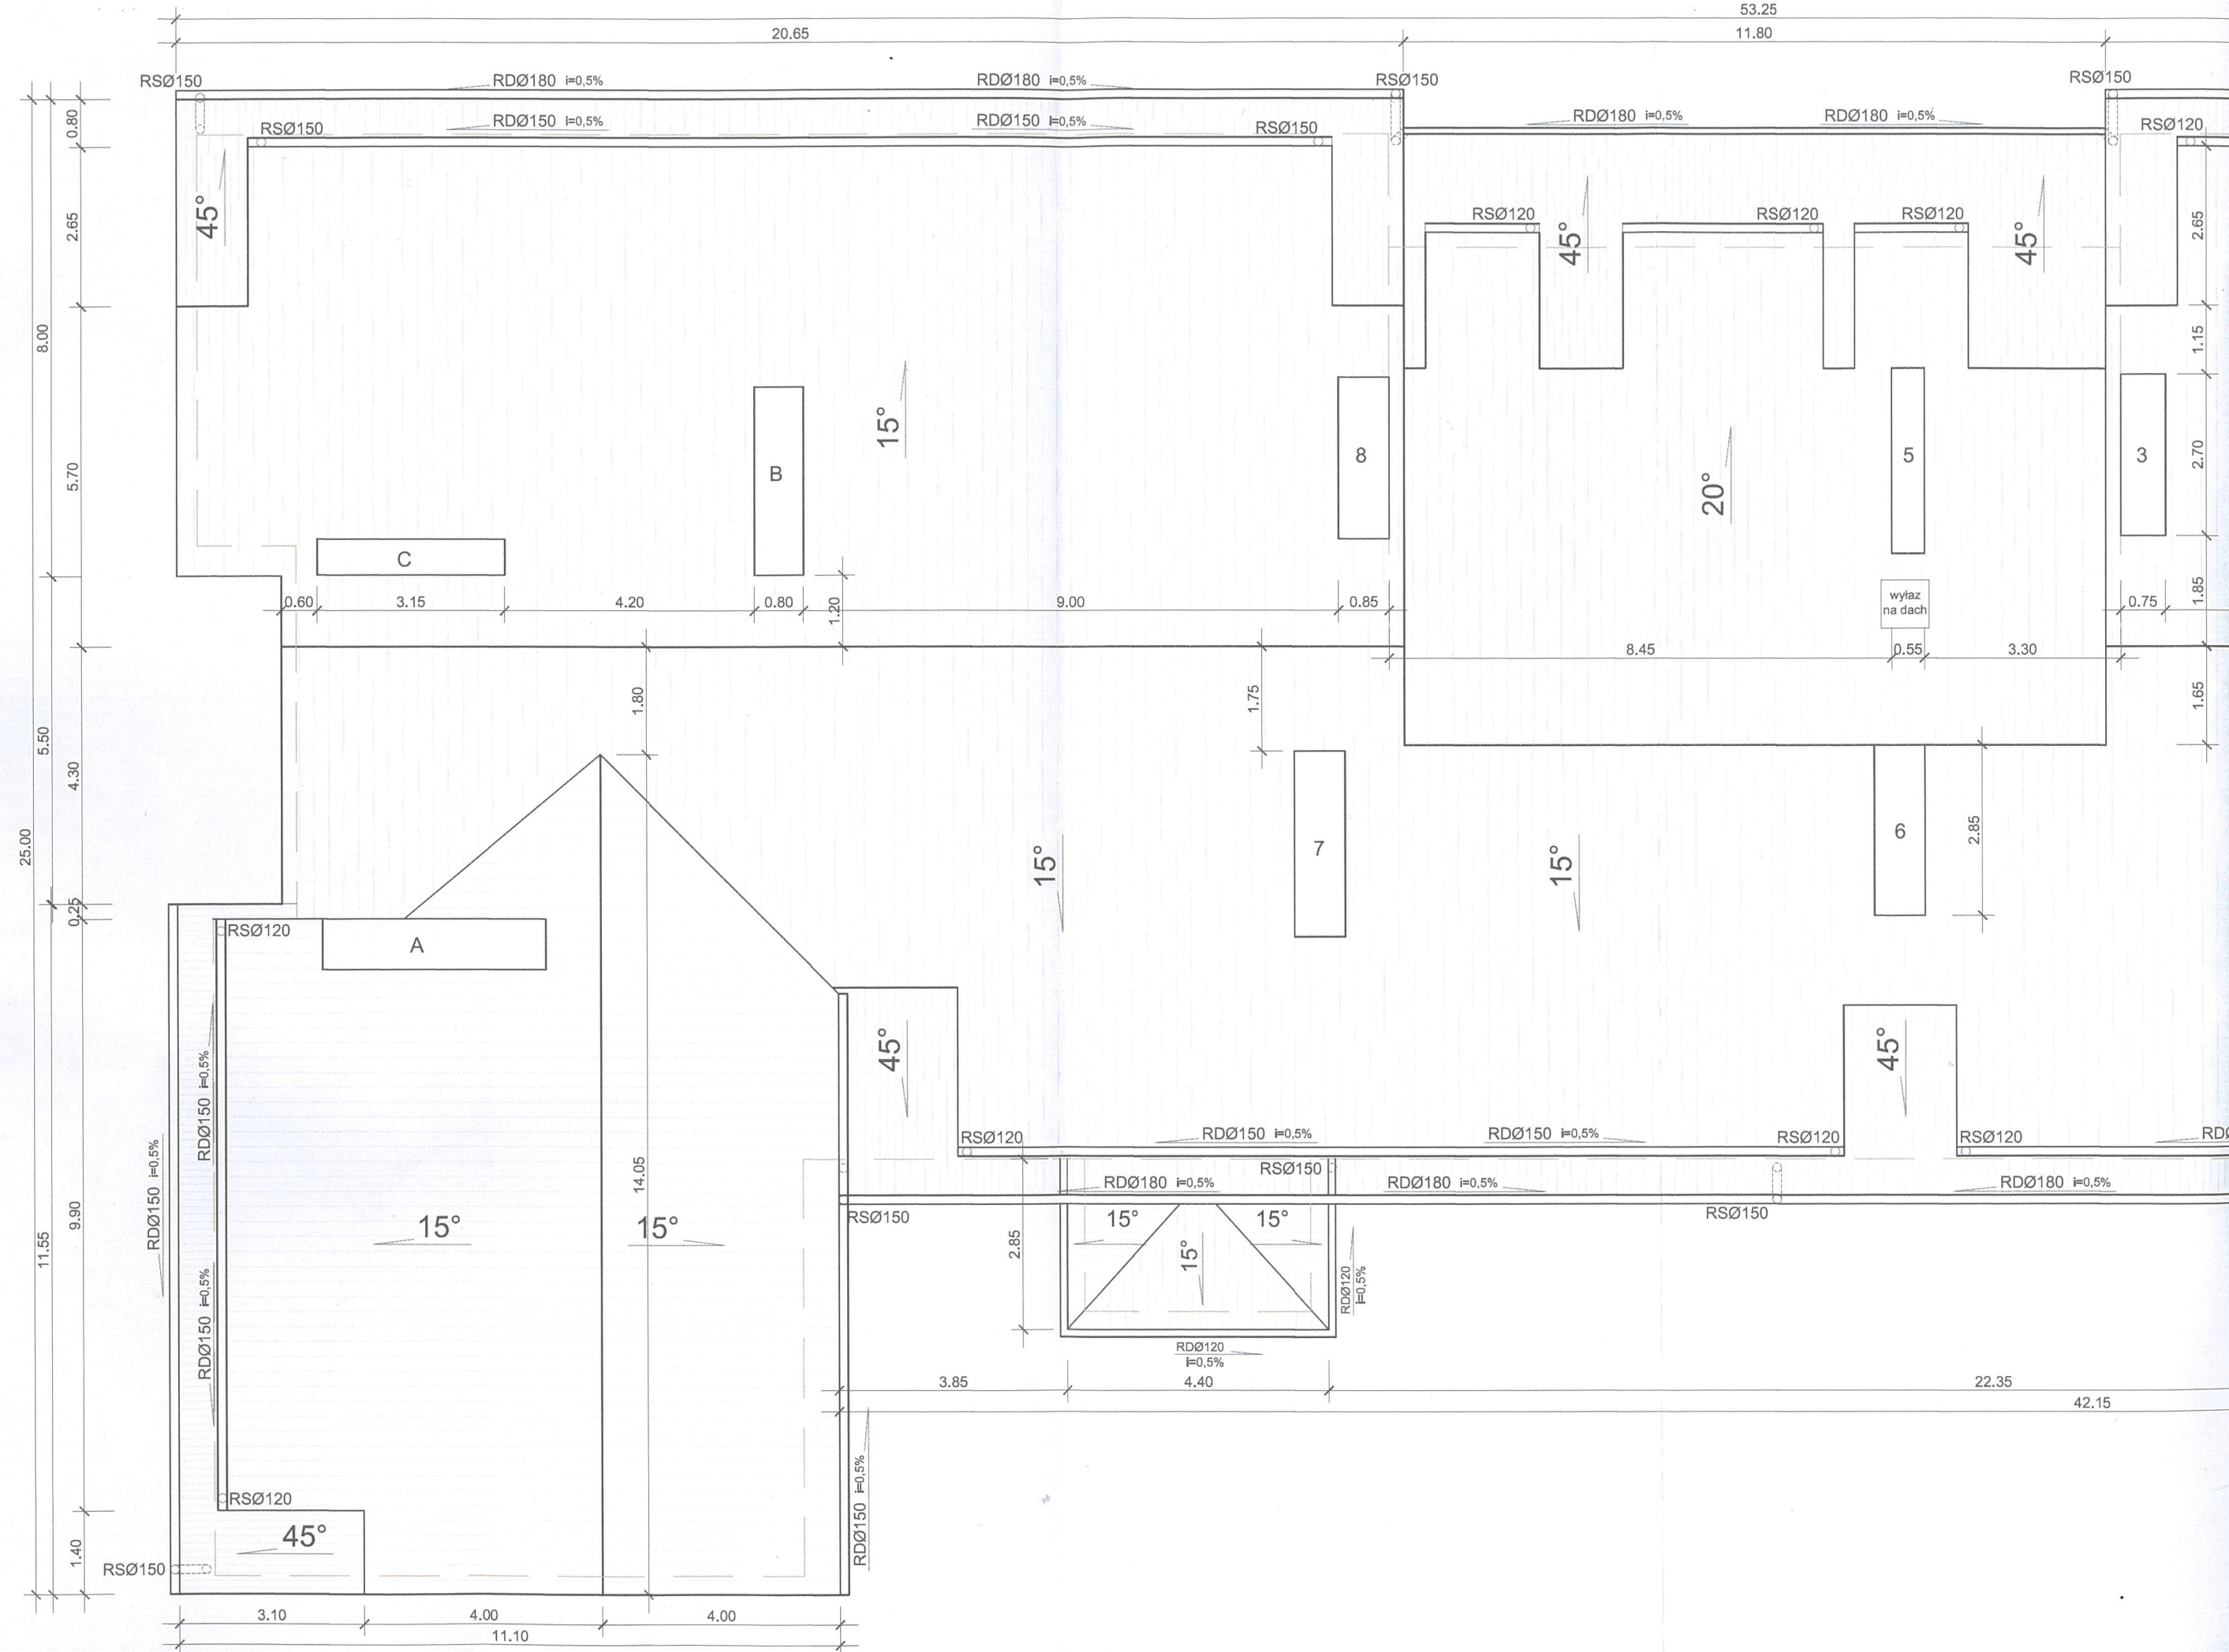 53.25
20.65
11.80
RSØ150
RDØ180 i=0,5%
RDØ180 i=0,5%
RSØ150
RSØ150
RSØ150
RDØ150 i=0,5%
RDØ150 i=0,5%
RSØ150
RDØ180 i=0,5%
RDØ180 i=0,5%
RSØ120
0.80
2.65
45°
RSØ120
RSØ120
RSØ120
45°
45°
2.65
8.00
5.70
15°
1.15
B
8
5
3
20°
2.70
C
wyłaz
na dach
0.60
3.15
4.20
0.80
1.20
9.00
0.85
0.75
1.85
8.45
0.55
3.30
1.80
1.75
1.65
5.50
4.30
25.00
15°
15°
7
6
2.85
0.25
RSØ120
A
45°
45°
RDØ150 i=0,5%
RDØ150 i=0,5%
RSØ120
RDØ150 i=0,5%
RDØ150 i=0,5%
RSØ120
RSØ120
RD
14.05
RSØ150
RDØ180 i=0,5%
RDØ180 i=0,5%
RDØ180 i=0,5%
RSØ150
RSØ150
9.90
11.55
15°
15°
2.85
15°
15°
15°
RDØ120
i=0,5%
RDØ150 i=0,5%
RDØ120
i=0,5%
3.85
4.40
22.35
42.15
RSØ120
45°
RDØ150 i=0,5%
1.40
RSØ150
3.10
4.00
4.00
11.10